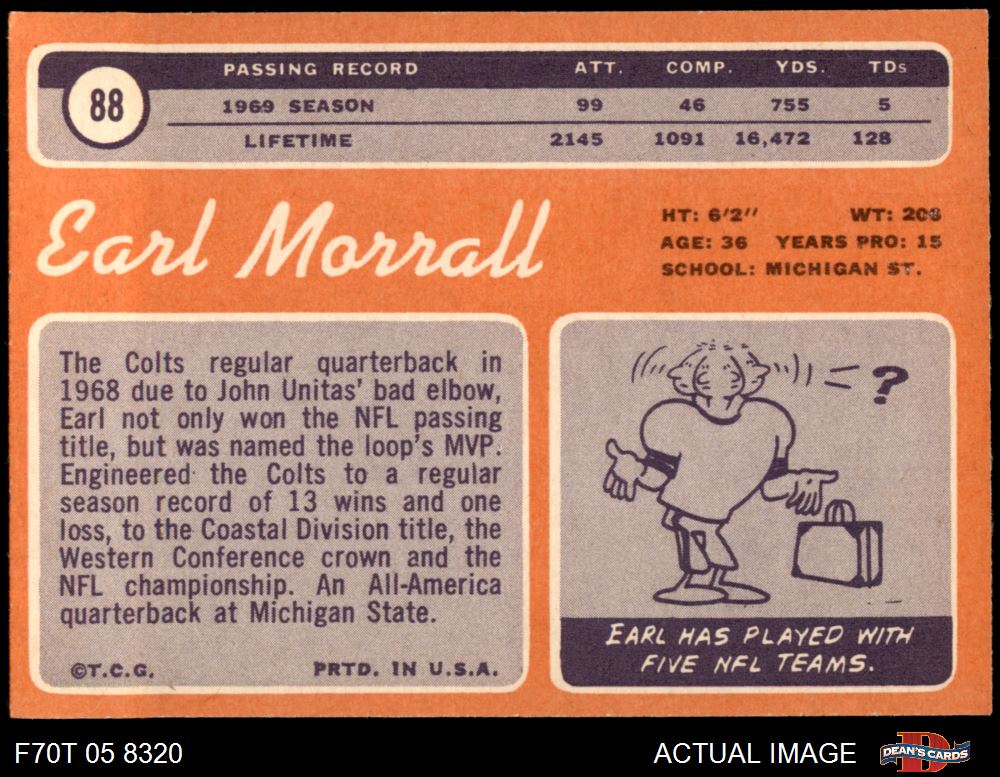 88
PASSING RECORD ATT. COMP. YDS. TDs
1969 SEASON 99 46 755 5
LIFETIME 2145 1091 16,472 128
Earl Morrall
HT: 6'2'' WT: 206
AGE: 36 YEARS PRO: 15
SCHOOL: MICHIGAN ST.
The Colts regular quarterback in
1968 due to John Unitas' bad elbow,
Earl not only won the NFL passing
title, but was named the loop's MVP.
Engineered the Colts to a regular
season record of 13 wins and one
loss, to the Coastal Division title, the
Western Conference crown and the
NFL championship. An All-America
quarterback at Michigan State.
©T.C.G. PRTD. IN U.S.A.
?
EARL HAS PLAYED WITH
FIVE NFL TEAMS.
F70T 05 8320
ACTUAL IMAGE
D
DEAN'S CARDS